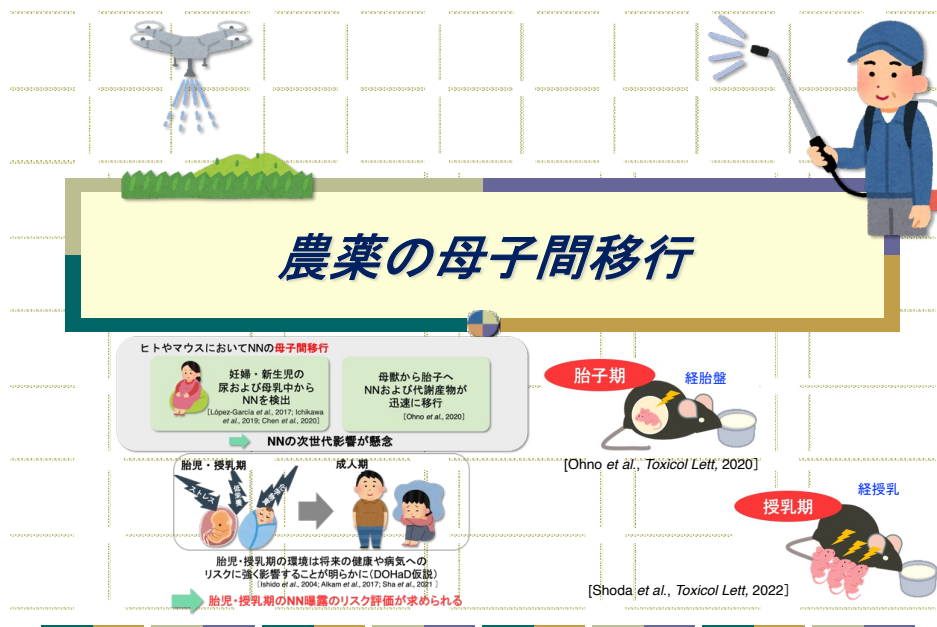 農薬の母子間移行
ヒトやマウスにおいてNNの母子間移行
妊婦・新生児の
尿および母乳中から
NNを検出
[López-García et al., 2017; Ichikawa
et al., 2019; Chen et al., 2020]
母獣から胎子へ
NNおよび代謝産物が
迅速に移行
[Ohno et al., 2020]
NNの次世代影響が懸念
胎児・授乳期
ストレス
成人期
胎児・授乳期の環境は将来の健康や病気への
リスクに強く影響することが明らかに(DOHaD仮説)
[Ishido et al., 2004; Alkam et al., 2017; Sha et al., 2021]
胎児・授乳期のNN曝露のリスク評価が求められる
胎子期
経胎盤
[Ohno et al., Toxicol Lett, 2020]
授乳期
経授乳
[Shoda et al., Toxicol Lett, 2022]